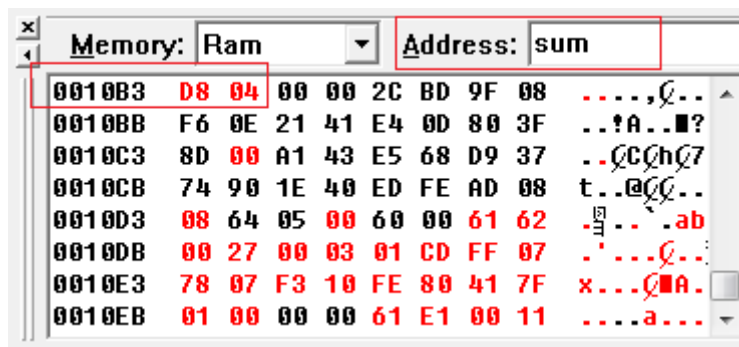 Memory: Ram Address: sum
0010B3 D8 04 00 00 2C BD 9F 08 ....,Ǿ..
0010BB F6 0E 21 41 E4 0D 80 3F ..!A..■?
0010C3 8D 00 A1 43 E5 68 D9 37 ..ǾCǾhǾ7
0010CB 74 90 1E 40 ED FE AD 08 t..@ǾǾ..
0010D3 08 64 05 00 60 00 61 62 ..`.ab
0010DB 00 27 00 03 01 CD FF 07 .'...Ǿ..
0010E3 78 07 F3 10 FE 80 41 7F x...Ǿ■A.
0010EB 01 00 00 00 61 E1 00 11 ....a...